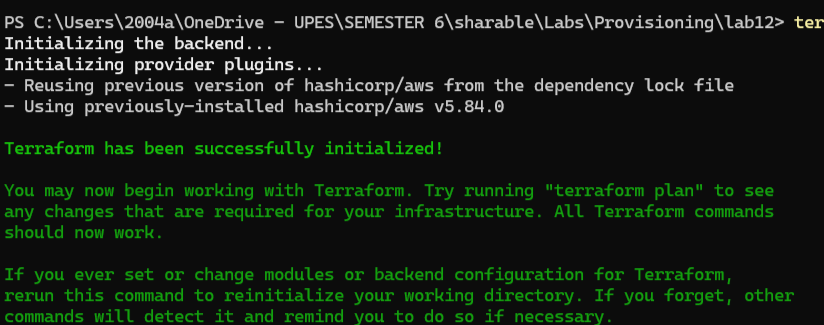 PS C:\Users\2004a\OneDrive - UPES\SEMESTER 6\sharable\Labs\Provisioning\lab12> ter
Initializing the backend...
Initializing provider plugins...
- Reusing previous version of hashicorp/aws from the dependency lock file
- Using previously-installed hashicorp/aws v5.84.0
Terraform has been successfully initialized!
You may now begin working with Terraform. Try running "terraform plan" to see
any changes that are required for your infrastructure. All Terraform commands
should now work.
If you ever set or change modules or backend configuration for Terraform,
rerun this command to reinitialize your working directory. If you forget, other
commands will detect it and remind you to do so if necessary.